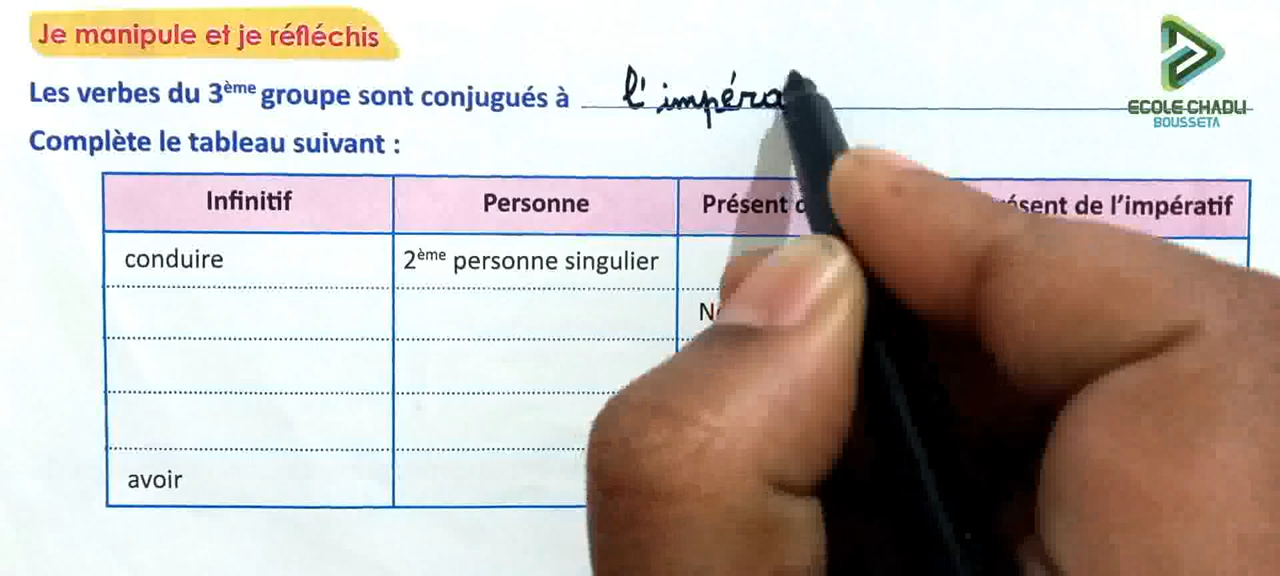 Je manipule et je réfléchis
Les verbes du 3ème groupe sont conjugués à l'impéra
ECOLE CHADLI
BOUSSETA
Complète le tableau suivant :
Infinitif Personne Présent sent de l'impératif
conduire 2ème personne singulier
avoir